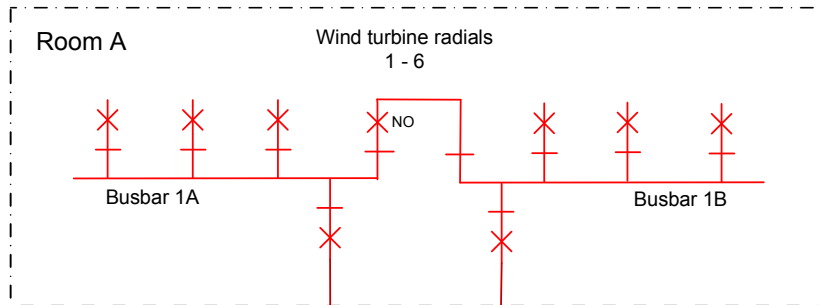 Room A
Wind turbine radials
1 - 6
NO
Busbar 1A
Busbar 1B